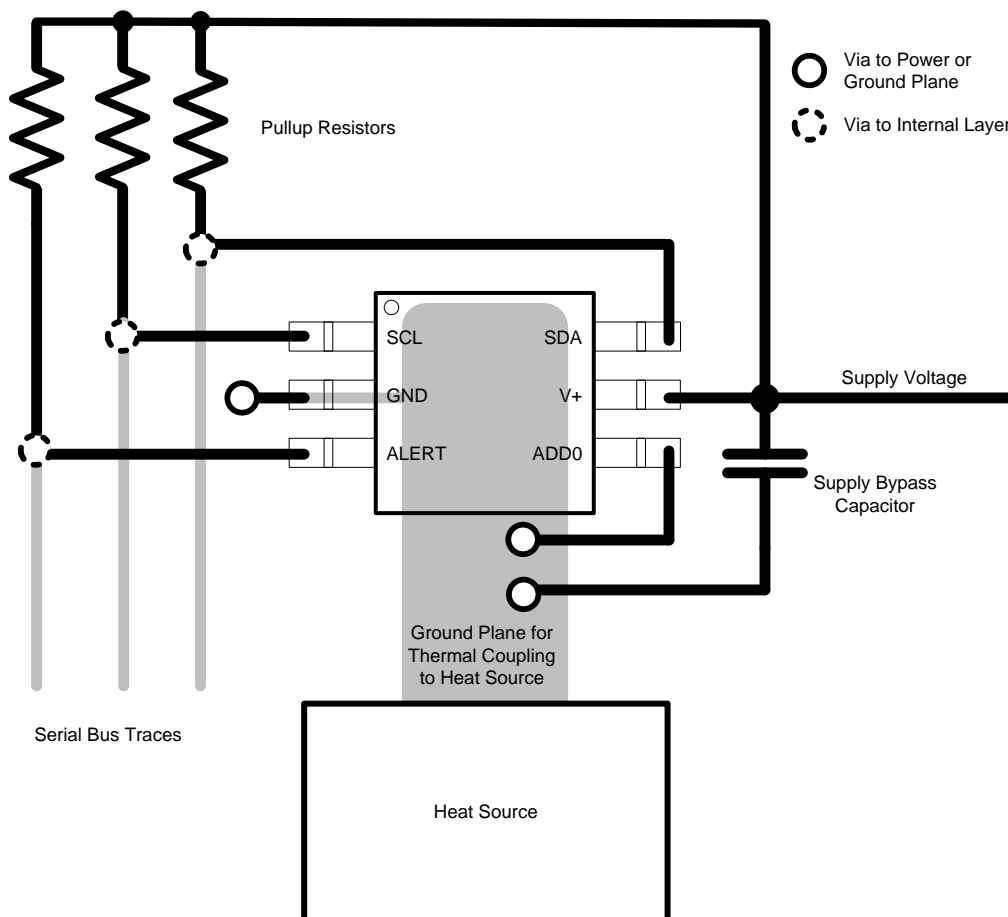 Via to Power or
Ground Plane
Pullup Resistors
Via to Internal Layer
SCL
SDA
GND
V+
Supply Voltage
ALERT
ADD0
Supply Bypass
Capacitor
Ground Plane for
Thermal Coupling
to Heat Source
Serial Bus Traces
Heat Source